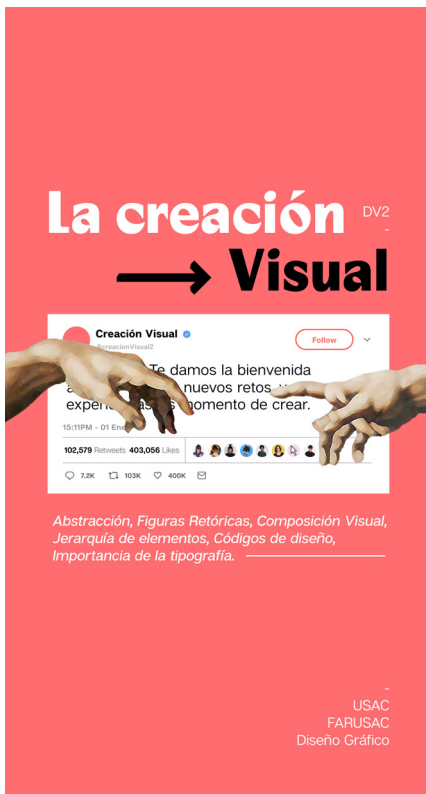 La creación
DV2
-
Visual
Creación Visual
@creacionVisual2
Follow
Te damos la bienvenida
nuevos retos
momento de crear.
15:11PM - 01
102,579 Retweets 403,056 Likes
7.2K 103K 400K
Abstracción, Figuras Retóricas, Composición Visual,
Jerarquía de elementos, Códigos de diseño,
Importancia de la tipografía.
-
USAC
FARUSAC
Diseño Gráfico